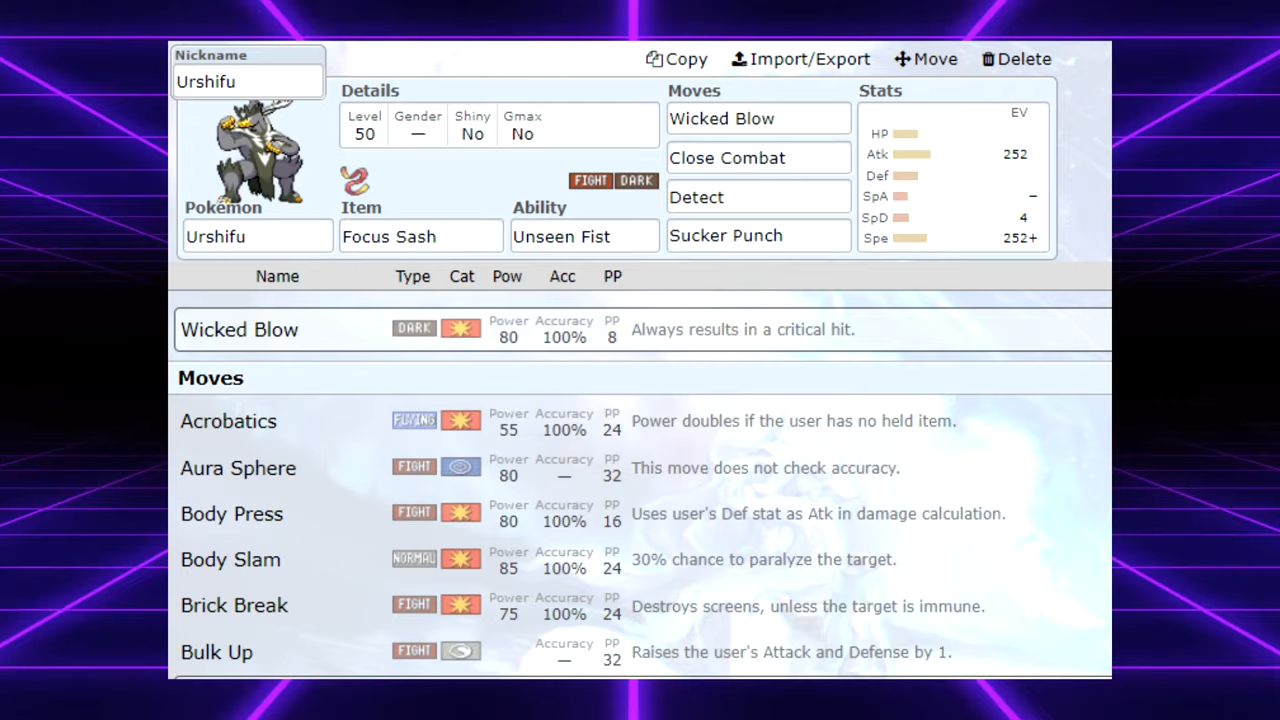 Nickname
Urshifu
Copy Import/Export Move Delete
Details Moves Stats
Level Gender Shiny Gmax
50 — No No
Wicked Blow
Close Combat
Detect
Sucker Punch
EV
HP
Atk 252
Def
SpA –
SpD 4
Spe 252+
FIGHT DARK
Pokémon Item Ability
Urshifu Focus Sash Unseen Fist
Name Type Cat Pow Acc PP
Wicked Blow DARK Power 80 Accuracy 100% PP 8 Always results in a critical hit.
Moves
Acrobatics FLYING Power 55 Accuracy 100% PP 24 Power doubles if the user has no held item.
Aura Sphere FIGHT Power 80 Accuracy — PP 32 This move does not check accuracy.
Body Press FIGHT Power 80 Accuracy 100% PP 16 Uses user's Def stat as Atk in damage calculation.
Body Slam NORMAL Power 85 Accuracy 100% PP 24 30% chance to paralyze the target.
Brick Break FIGHT Power 75 Accuracy 100% PP 24 Destroys screens, unless the target is immune.
Bulk Up FIGHT Accuracy — PP 32 Raises the user's Attack and Defense by 1.